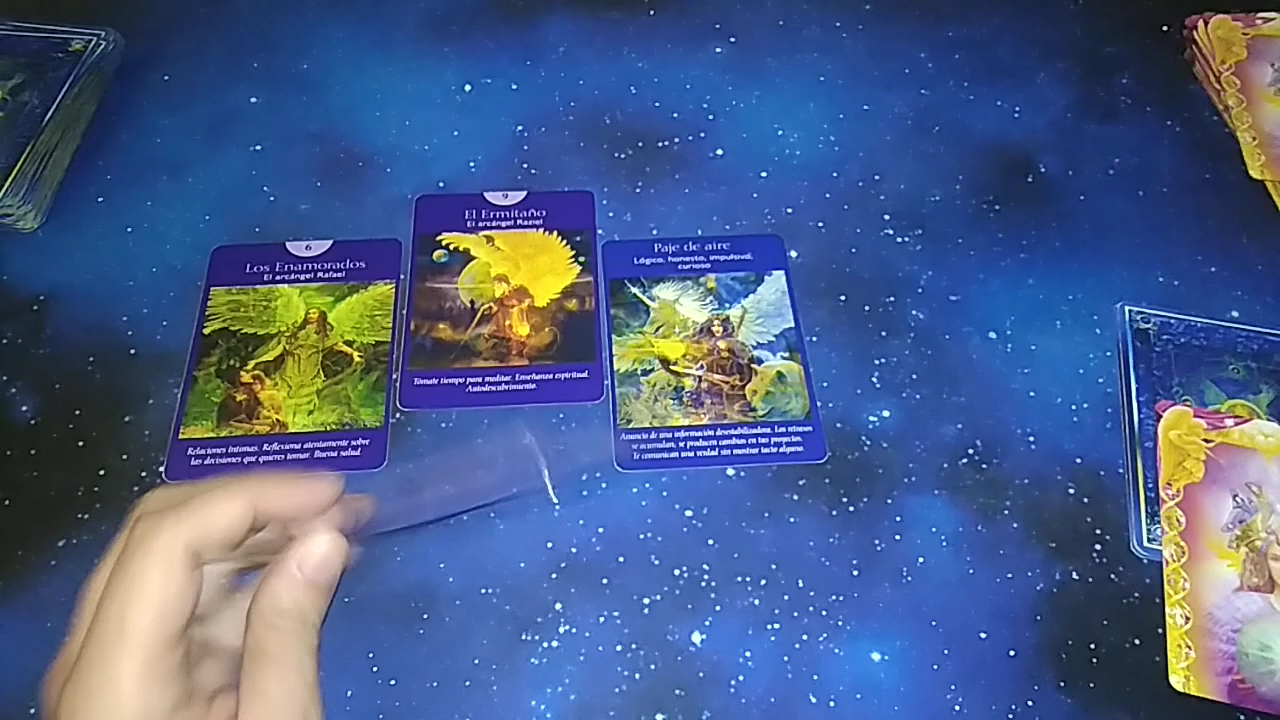 6
Los Enamorados
El arcángel Rafael
Relaciones íntimas. Reflexiona atentamente sobre
las decisiones que quieres tomar. Buena salud.
9
El Ermitaño
El arcángel Raziel
Tómate tiempo para meditar. Enseñanza espiritual.
Autodescubrimiento.
Paje de aire
Lógico, honesto, impulsivo,
curioso
Anuncio de una información desestabilizadora. Los retrasos
se acumulan, se producen cambios en tus proyectos.
Te comunican una verdad sin mostrar tacto alguno.